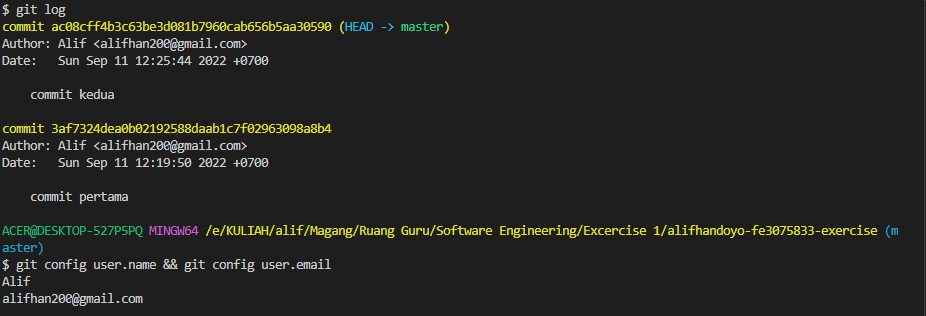 $ git log
commit ac08cff4b3c63be3d081b7960cab656b5aa30590 (HEAD -> master)
Author: Alif <alifhan200@gmail.com>
Date:   Sun Sep 11 12:25:44 2022 +0700
    commit kedua
commit 3af7324dea0b02192588daab1c7f02963098a8b4
Author: Alif <alifhan200@gmail.com>
Date:   Sun Sep 11 12:19:50 2022 +0700
    commit pertama
ACER@DESKTOP-527P5PQ MINGW64 /e/KULIAH/alif/Magang/Ruang Guru/Software Engineering/Excercise 1/alifhandoyo-fe3075833-exercise (m
aster)
$ git config user.name && git config user.email
Alif
alifhan200@gmail.com